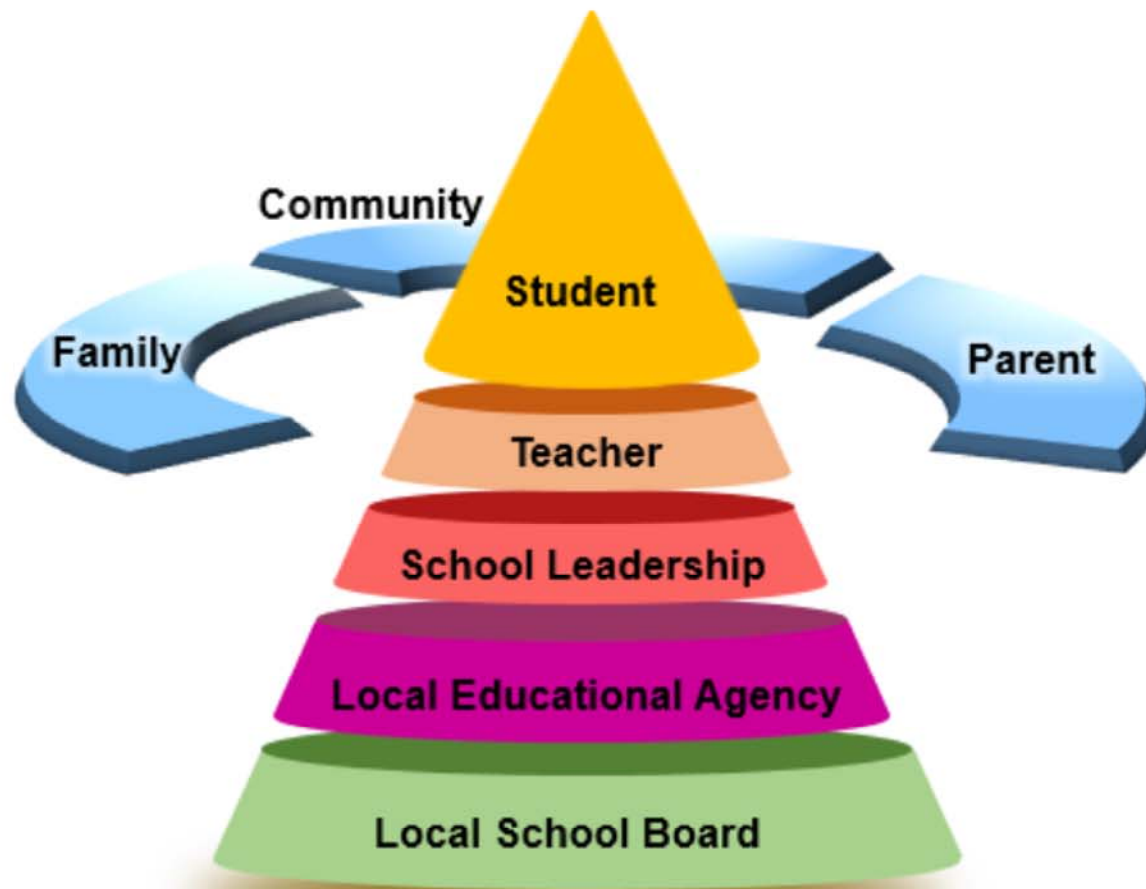 Community
Student
Family
Parent
Teacher
School Leadership
Local Educational Agency
Local School Board